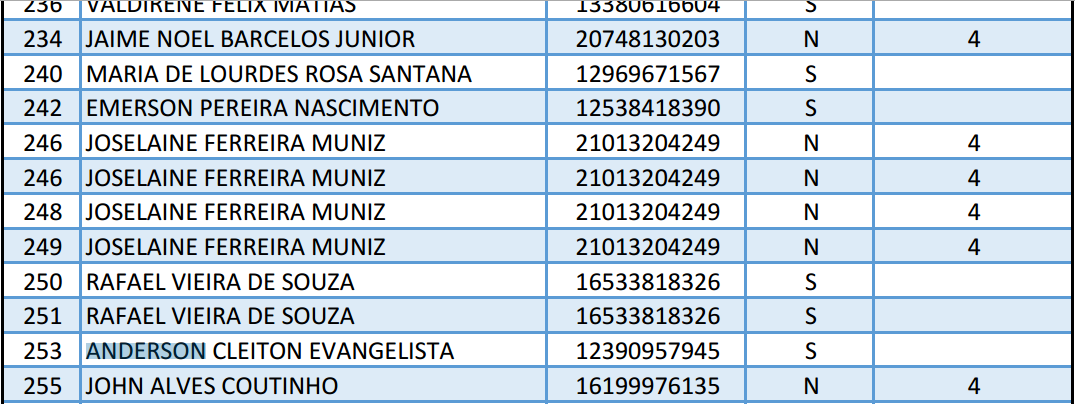 236 VALDIRENE FELIX MATIAS 13380616604 S
234 JAIME NOEL BARCELOS JUNIOR 20748130203 N 4
240 MARIA DE LOURDES ROSA SANTANA 12969671567 S
242 EMERSON PEREIRA NASCIMENTO 12538418390 S
246 JOSELAINE FERREIRA MUNIZ 21013204249 N 4
246 JOSELAINE FERREIRA MUNIZ 21013204249 N 4
248 JOSELAINE FERREIRA MUNIZ 21013204249 N 4
249 JOSELAINE FERREIRA MUNIZ 21013204249 N 4
250 RAFAEL VIEIRA DE SOUZA 16533818326 S
251 RAFAEL VIEIRA DE SOUZA 16533818326 S
253 ANDERSON CLEITON EVANGELISTA 12390957945 S
255 JOHN ALVES COUTINHO 16199976135 N 4